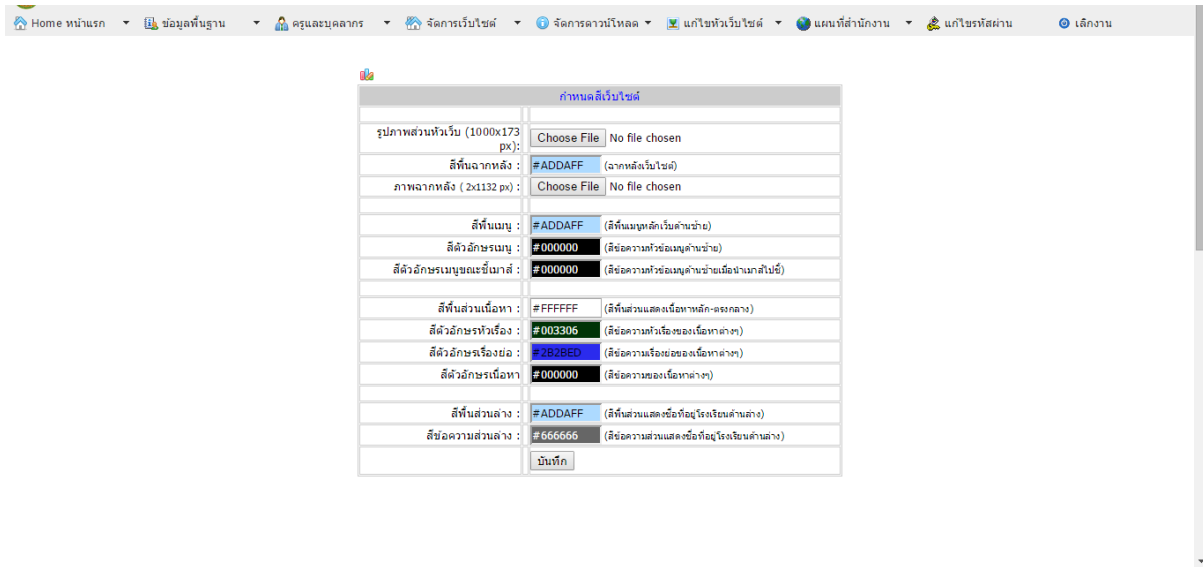 Home หน้าแรก ข้อมูลพื้นฐาน ครูและบุคลากร จัดการเว็บไซต์ จัดการดาวน์โหลด แก้ไขหัวเว็บไซต์ แผนที่สำนักงาน แก้ไขรหัสผ่าน เลิกงาน
กำหนดสีเว็บไซต์
รูปภาพส่วนหัวเว็บ (1000x173 px): Choose File No file chosen
สีพื้นฉากหลัง : #ADDAFF (ฉากหลังเว็บไซต์)
ภาพฉากหลัง ( 2x1132 px) : Choose File No file chosen
สีพื้นเมนู : #ADDAFF (สีพื้นเมนูหลักเว็บด้านซ้าย)
สีตัวอักษรเมนู : #000000 (สีข้อความหัวข้อเมนูด้านซ้าย)
สีตัวอักษรเมนูขณะชี้เมาส์ : #000000 (สีข้อความหัวข้อเมนูด้านซ้ายเมื่อนำเมาส์ไปชี้)
สีพื้นส่วนเนื้อหา : #FFFFFF (สีพื้นส่วนแสดงเนื้อหาหลัก-ตรงกลาง)
สีตัวอักษรหัวเรื่อง : #003306 (สีข้อความหัวเรื่องของเนื้อหาต่างๆ)
สีตัวอักษรเรื่องย่อ : #2B2BED (สีข้อความเรื่องย่อของเนื้อหาต่างๆ)
สีตัวอักษรเนื้อหา #000000 (สีข้อความของเนื้อหาต่างๆ)
สีพื้นส่วนล่าง : #ADDAFF (สีพื้นส่วนแสดงชื่อที่อยู่โรงเรียนด้านล่าง)
สีข้อความส่วนล่าง : #666666 (สีข้อความส่วนแสดงชื่อที่อยู่โรงเรียนด้านล่าง)
บันทึก